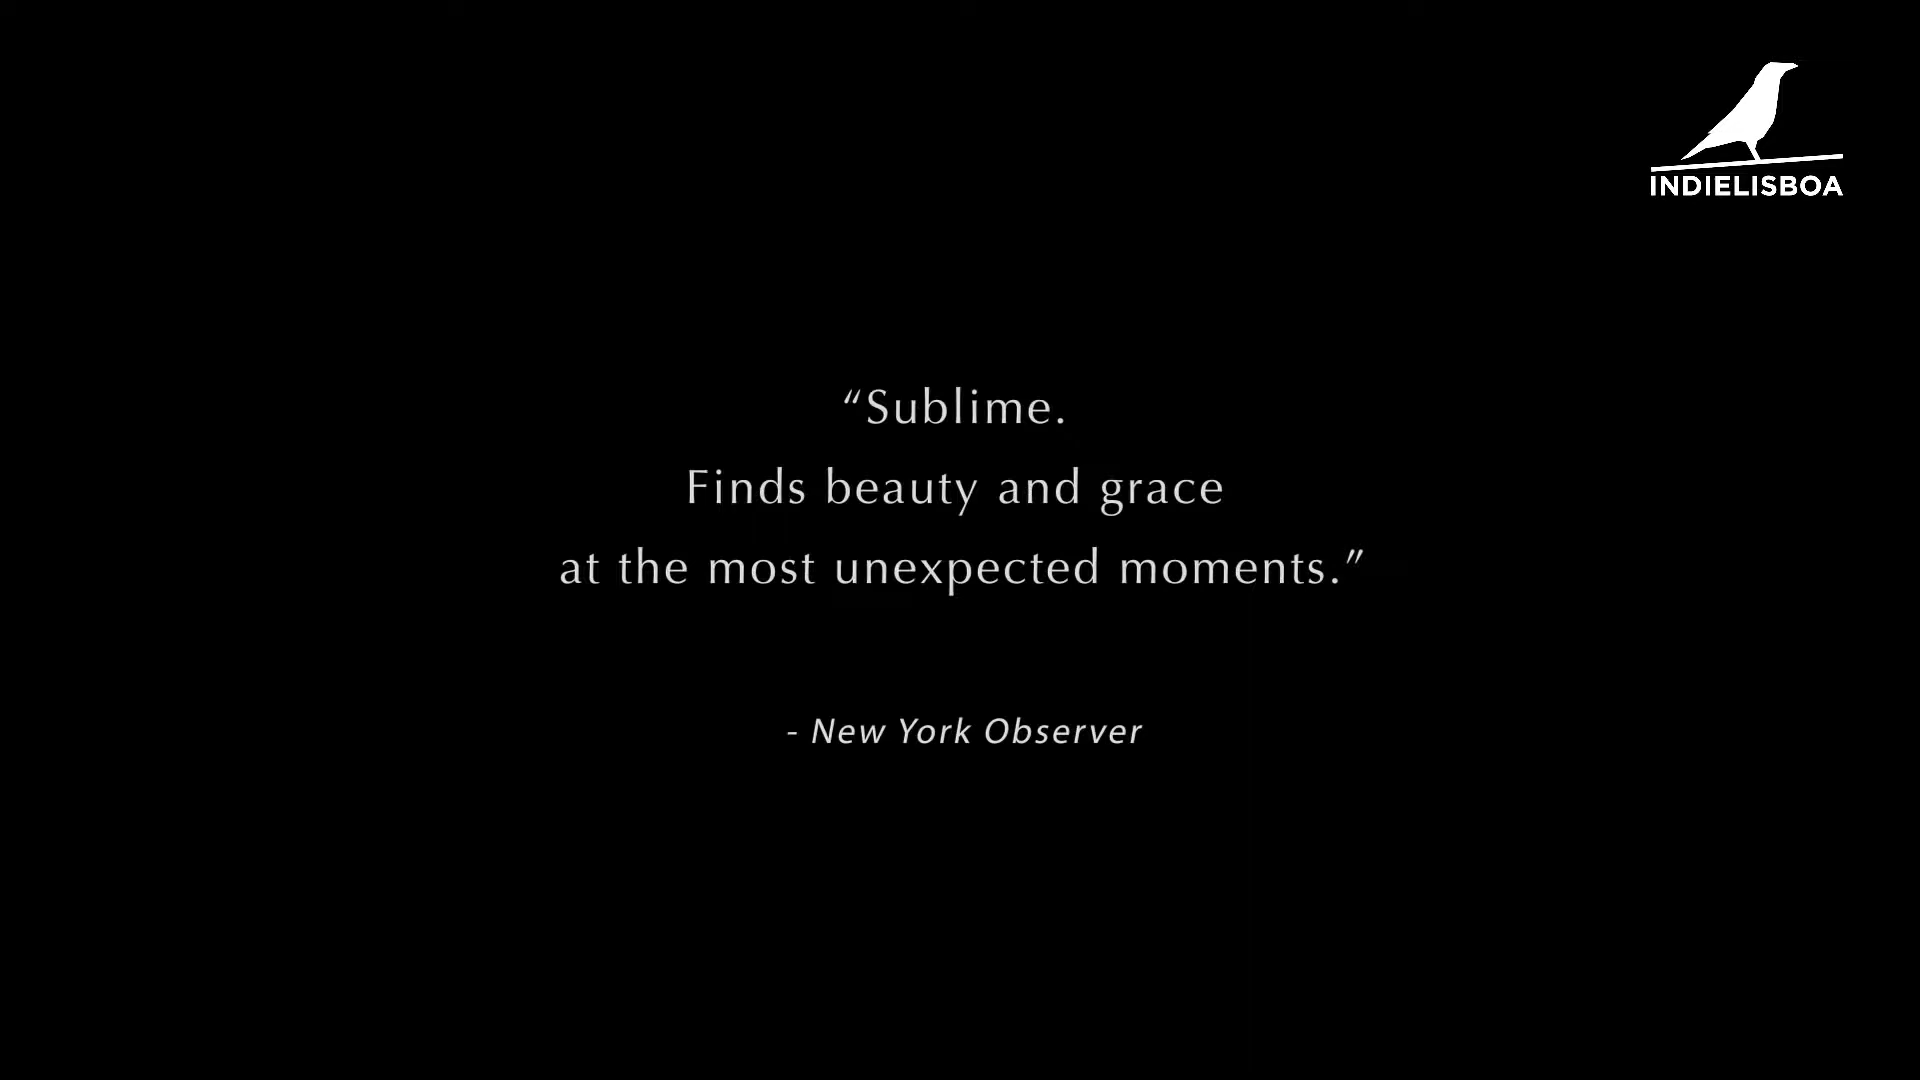 INDIELISBOA
“Sublime.
Finds beauty and grace
at the most unexpected moments.”
- New York Observer